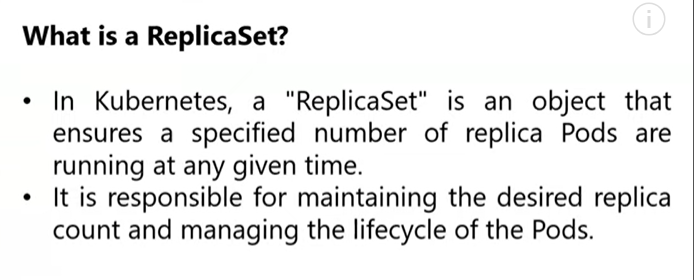 What is a ReplicaSet?
• In Kubernetes, a "ReplicaSet" is an object that
ensures a specified number of replica Pods are
running at any given time.
• It is responsible for maintaining the desired replica
count and managing the lifecycle of the Pods.